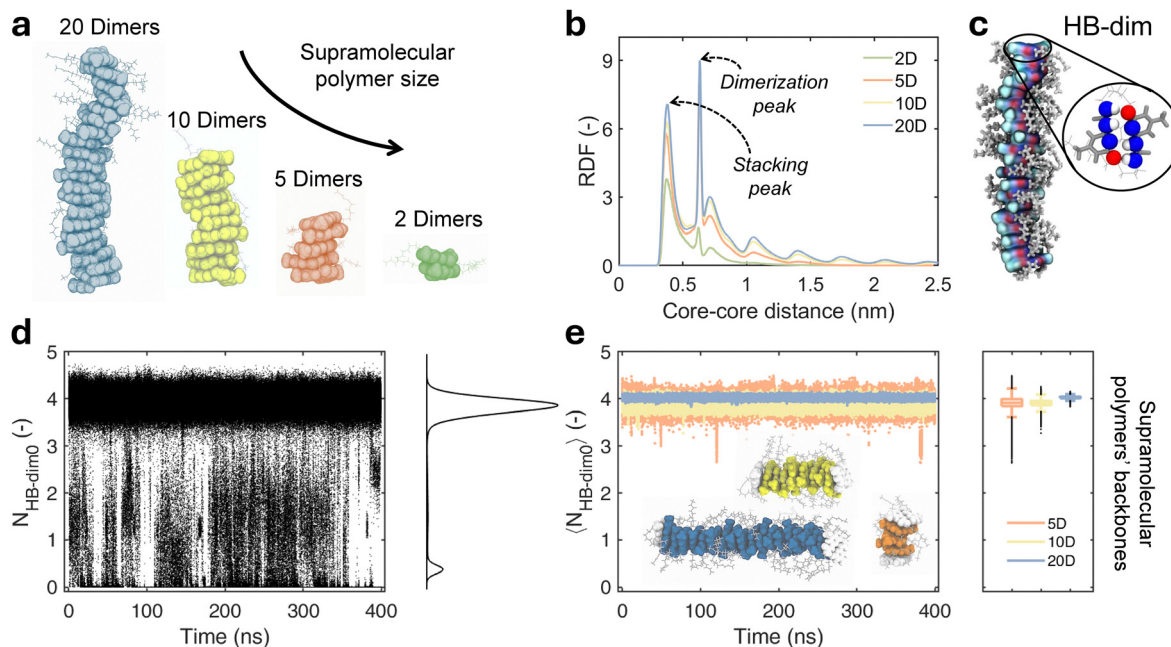 a
20 Dimers
Supramolecular
polymer size
10 Dimers
5 Dimers
2 Dimers
b
9
6
3
0
RDF (-)
Dimerization
peak
Stacking
peak
2D
5D
10D
20D
0 0.5 1 1.5 2 2.5
Core-core distance (nm)
c
HB-dim
d
5
4
3
2
1
0
N_HB-dim0 (-)
0 100 200 300 400
Time (ns)
e
5
4
3
2
1
0
⟨N_HB-dim0⟩ (-)
0 100 200 300 400
Time (ns)
5D
10D
20D
Supramolecular
polymers' backbones